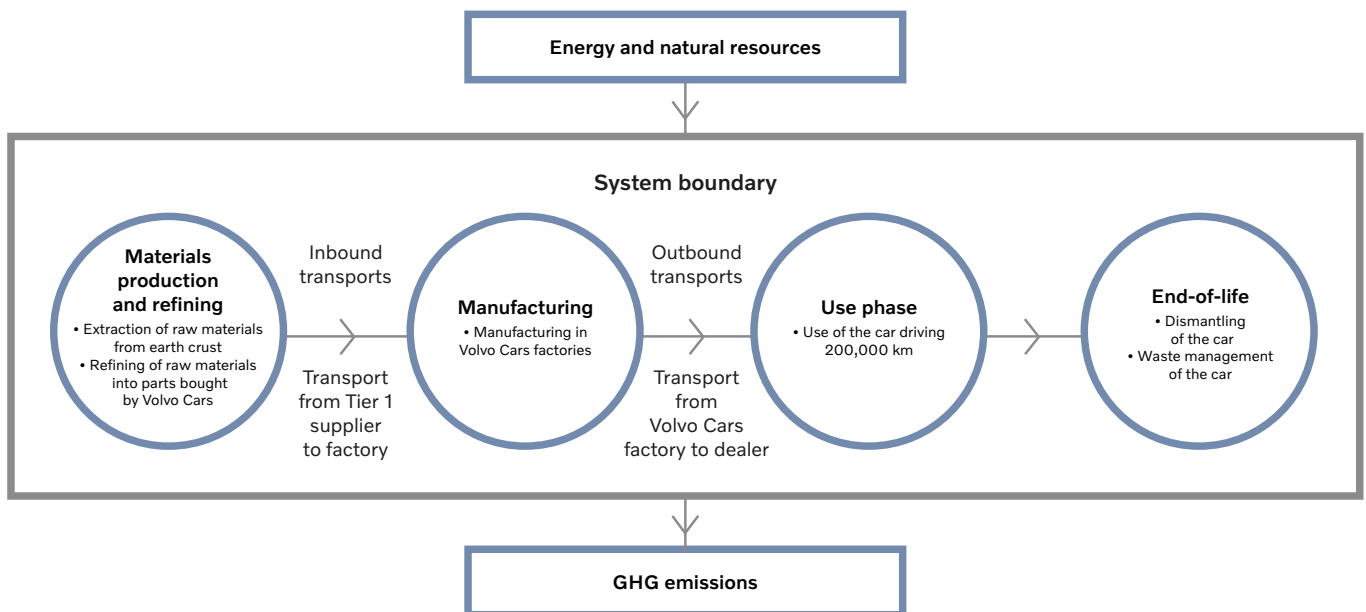 Energy and natural resources
System boundary
Materials
production
and refining
• Extraction of raw materials
from earth crust
• Refining of raw materials
into parts bought
by Volvo Cars
Inbound
transports
Transport
from Tier 1
supplier
to factory
Manufacturing
• Manufacturing in
Volvo Cars factories
Outbound
transports
Transport
from
Volvo Cars
factory to dealer
Use phase
• Use of the car driving
200,000 km
End-of-life
• Dismantling
of the car
• Waste management
of the car
GHG emissions